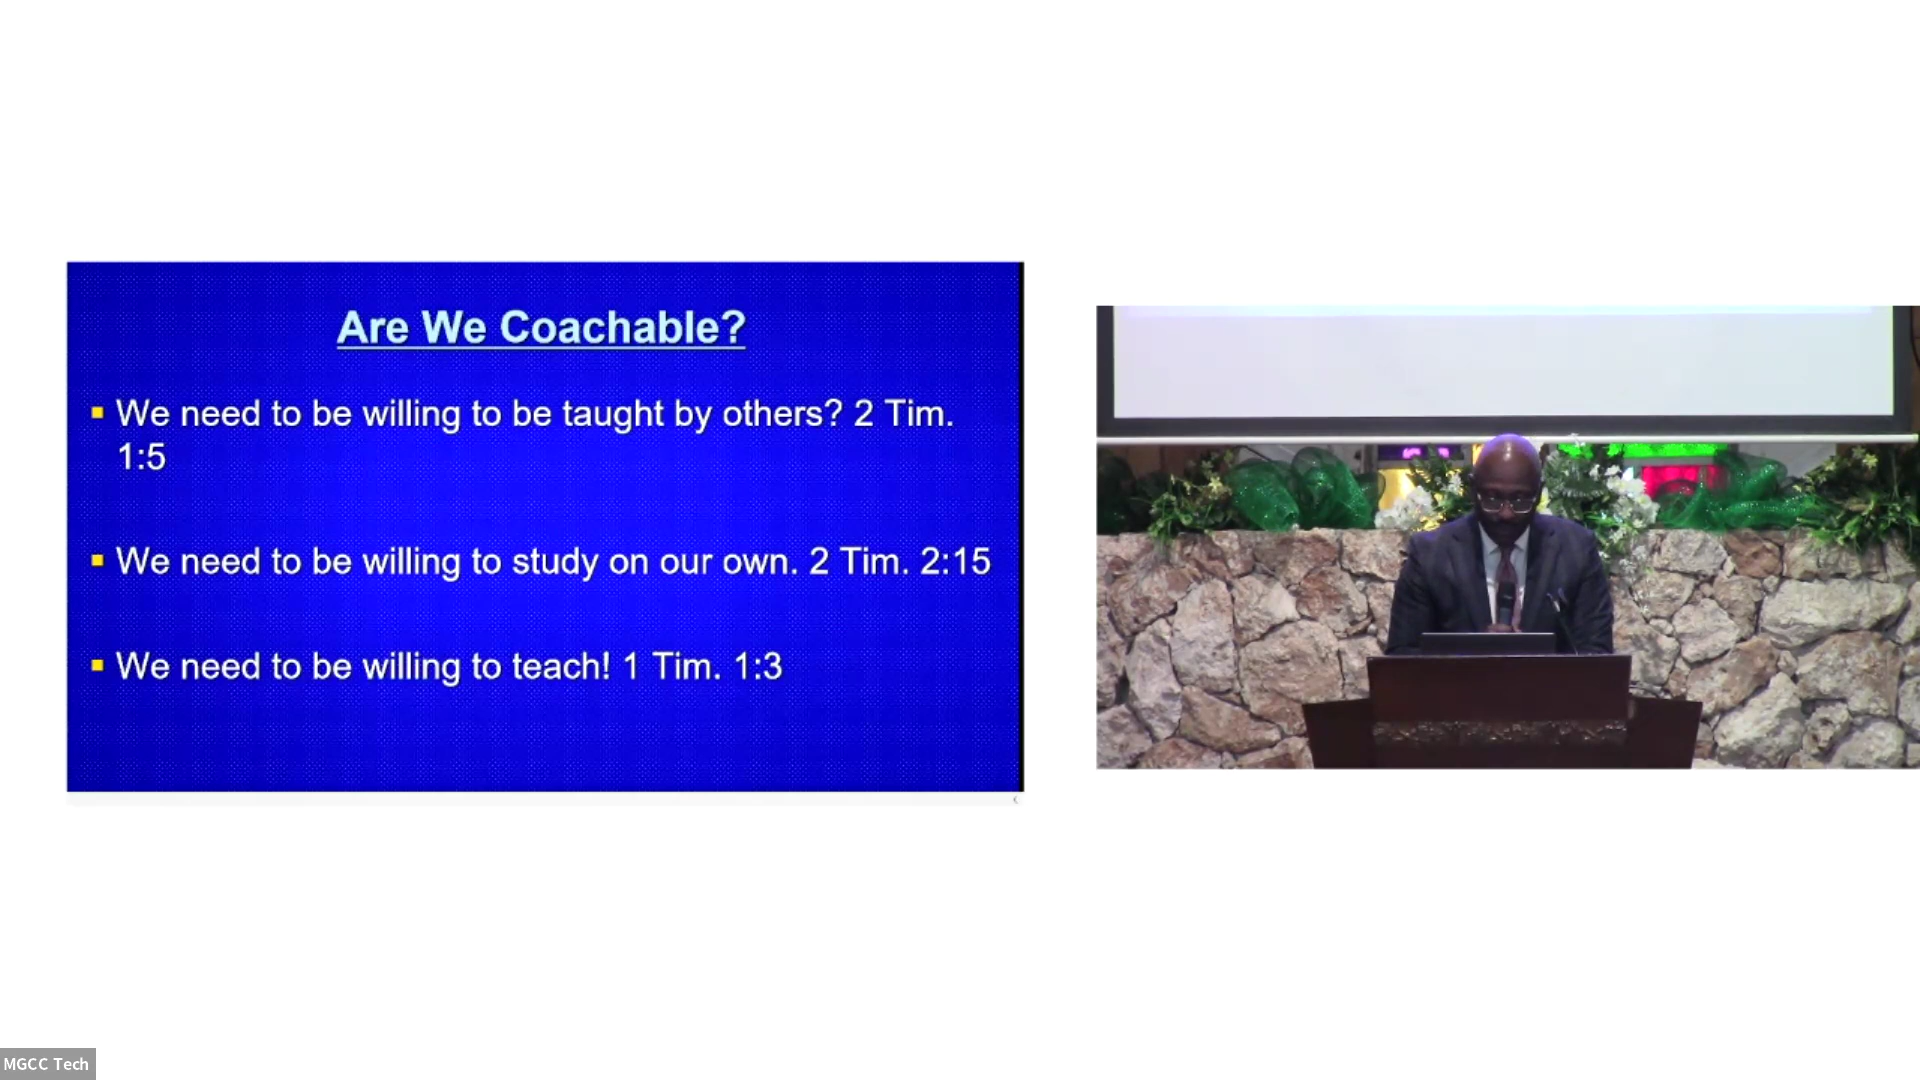 Are We Coachable?
We need to be willing to be taught by others? 2 Tim.
1:5
We need to be willing to study on our own. 2 Tim. 2:15
We need to be willing to teach! 1 Tim. 1:3
MGCC Tech